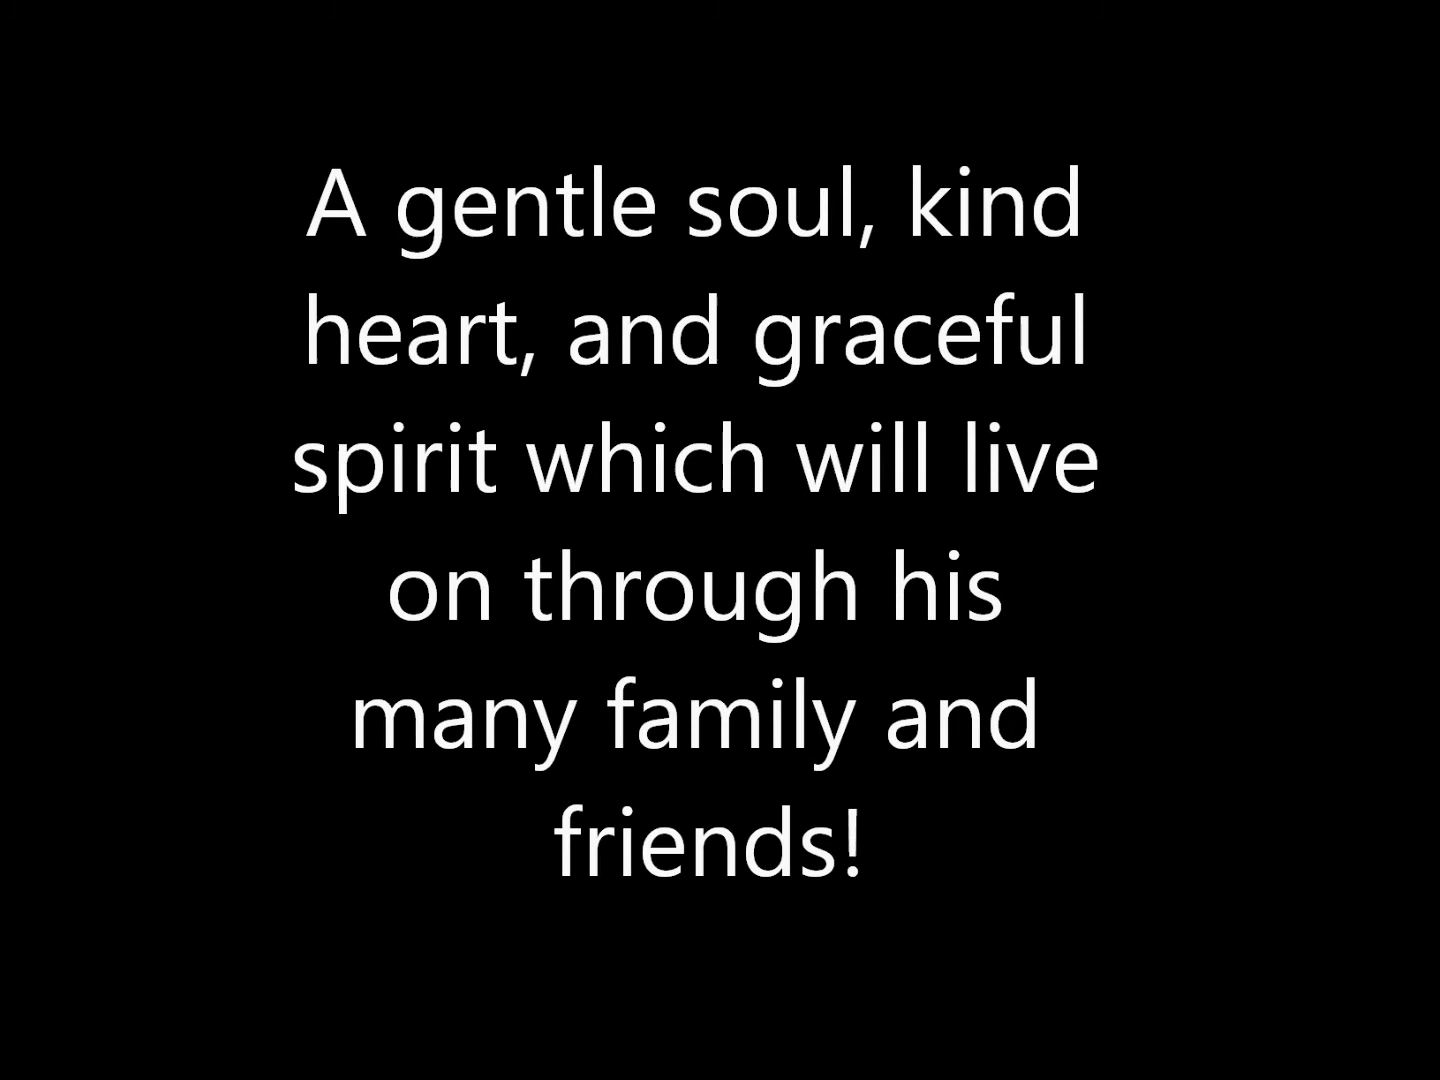 A gentle soul, kind
heart, and graceful
spirit which will live
on through his
many family and
friends!